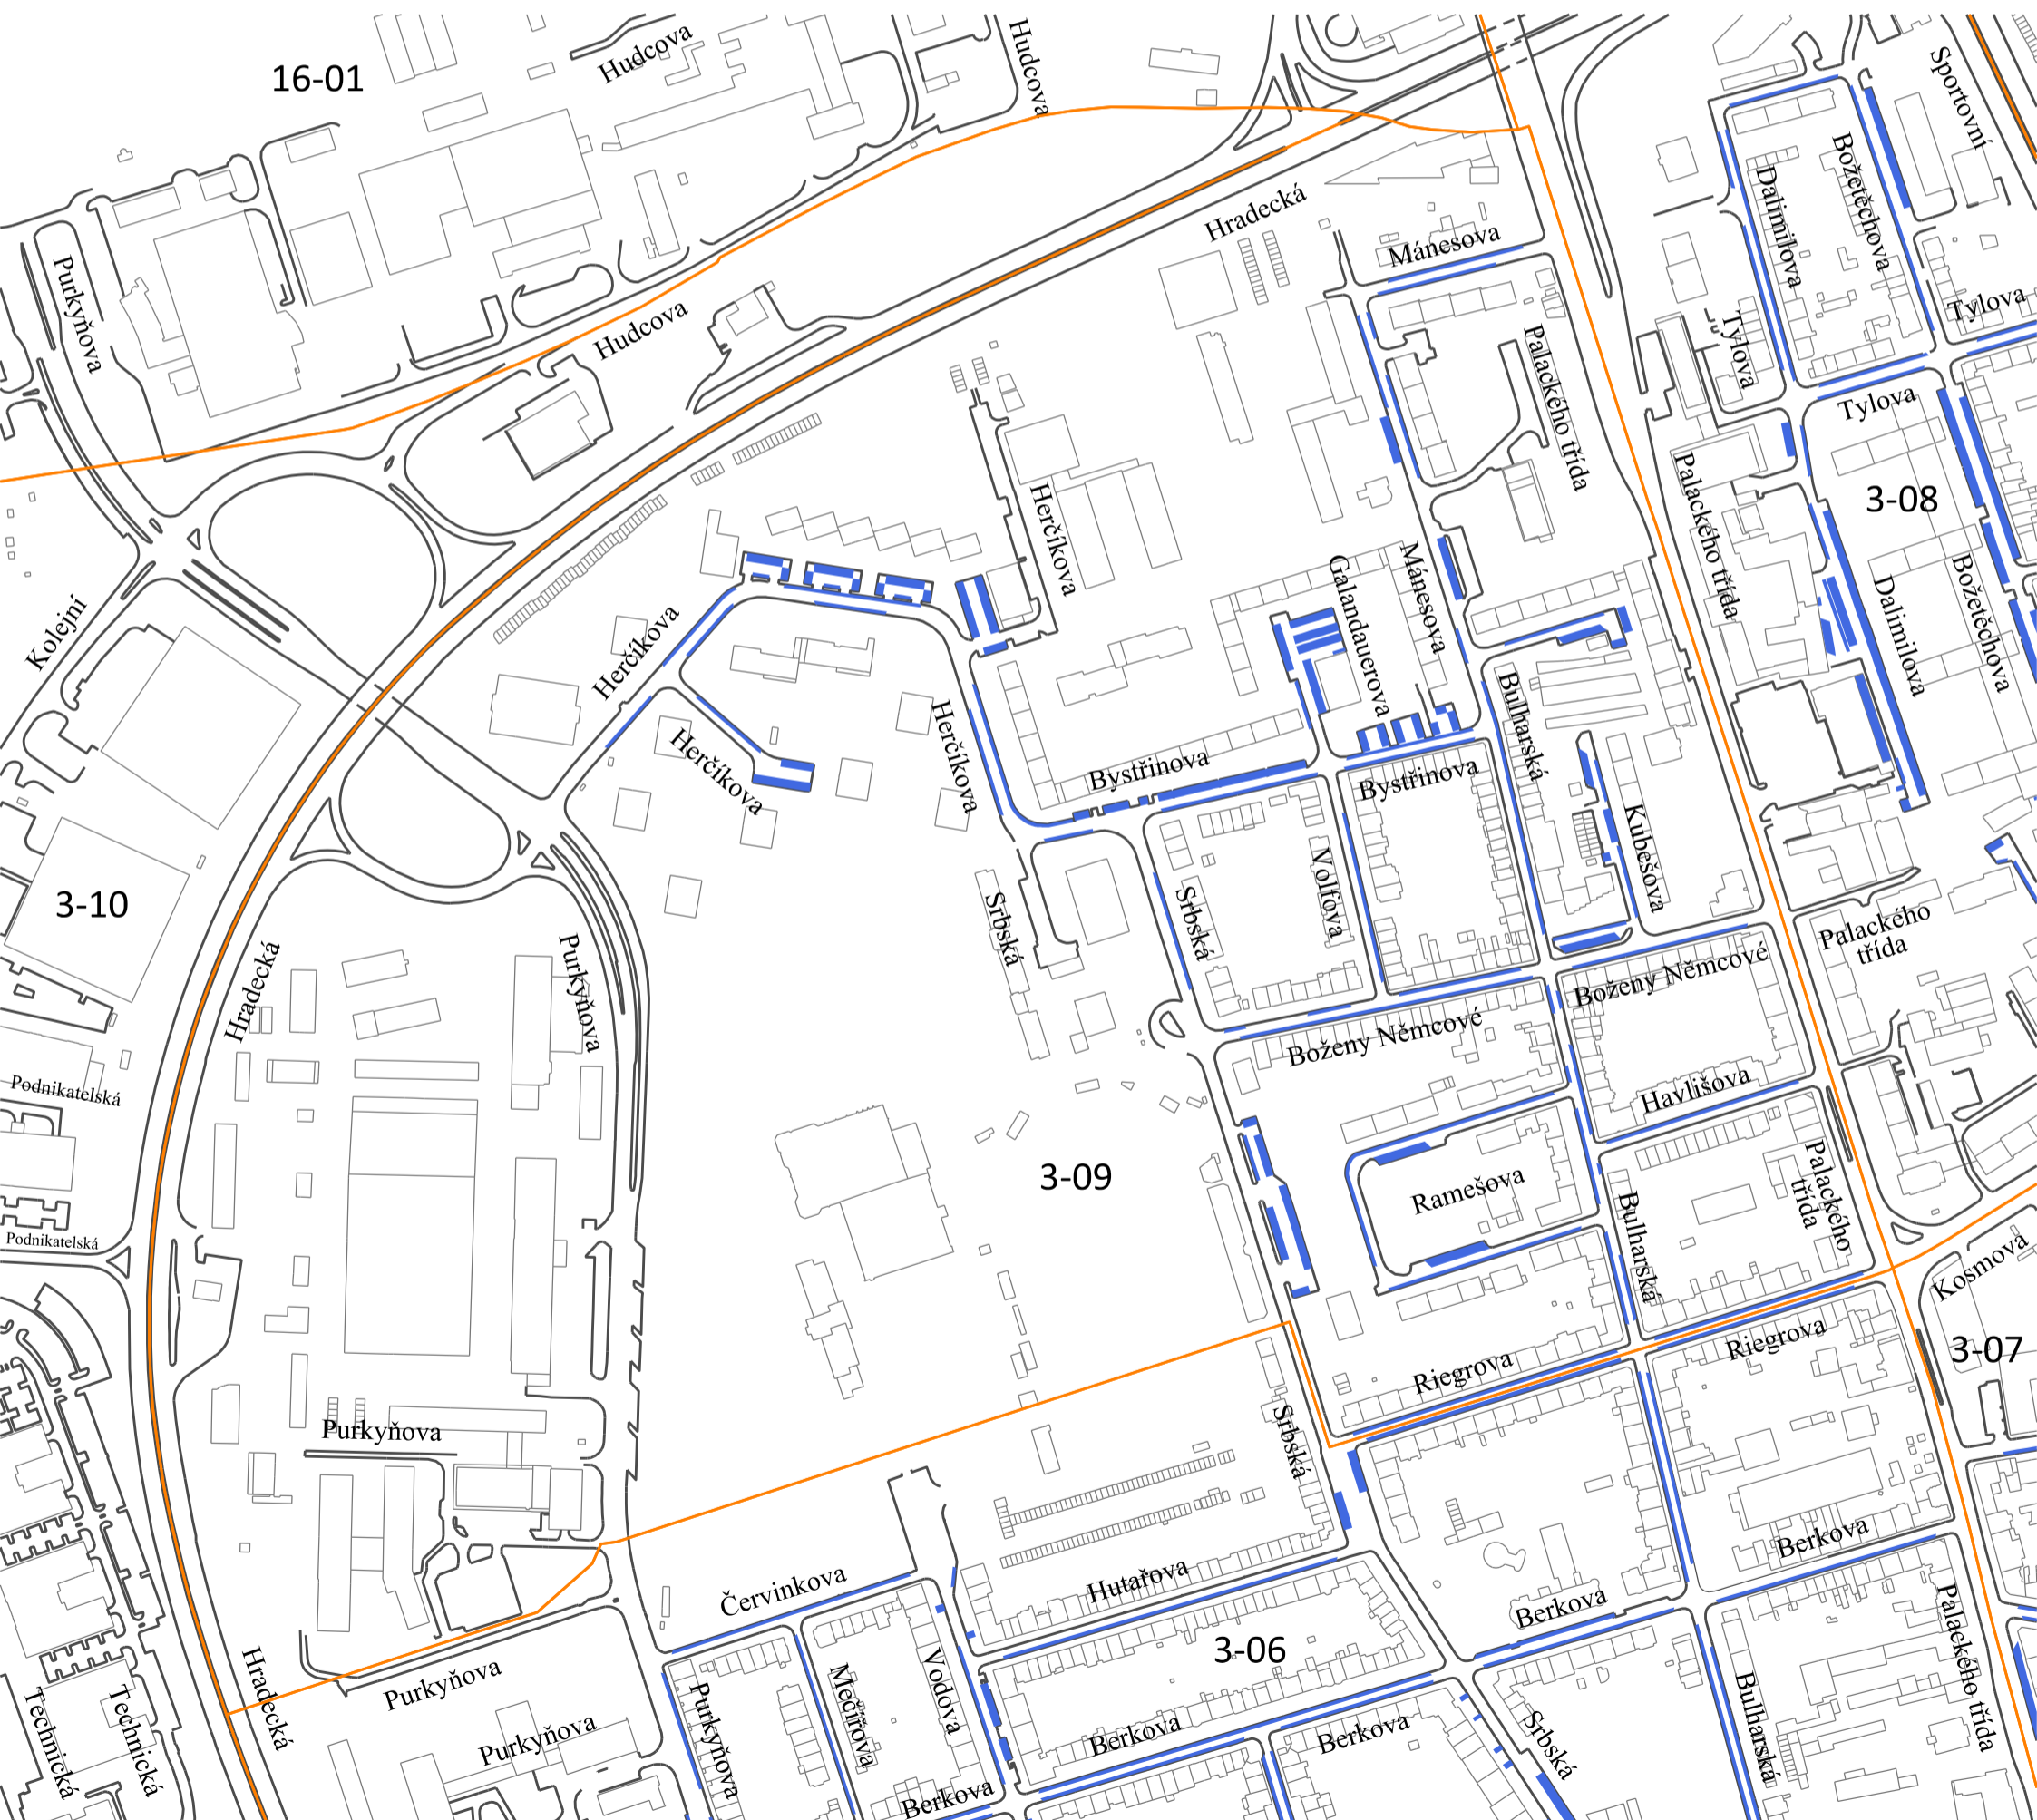 16-01
Hudcova
Hudcova
Sportovní
Purkyňova
Hudcova
Hradecká
Mánesova
Dalimilova
Božetěchova
Tylova
Tylova
Tylova
Palackého třída
Palackého třída
3-08
Kolejní
Herčíkova
Herčíkova
Herčíkova
Herčíkova
Galandauerova
Mánesova
Dalimilova
Božetěchova
Bystřinova
Bystřinova
Bulharská
Kubešova
3-10
Hradecká
Purkyňova
Srbská
Srbská
Volfova
Palackého
třída
Boženy Němcové
Boženy Němcové
Podnikatelská
Podnikatelská
3-09
Havlišova
Ramešova
Bulharská
Palackého
třída
Kosmova
3-07
Riegrova
Riegrova
Purkyňova
Srbská
Červinkova
Hutařova
Berkova
Berkova
3-06
Technická
Technická
Hradecká
Purkyňova
Purkyňova
Purkyňova
Mečířova
Vodova
Berkova
Berkova
Berkova
Srbská
Bulharská
Palackého třída